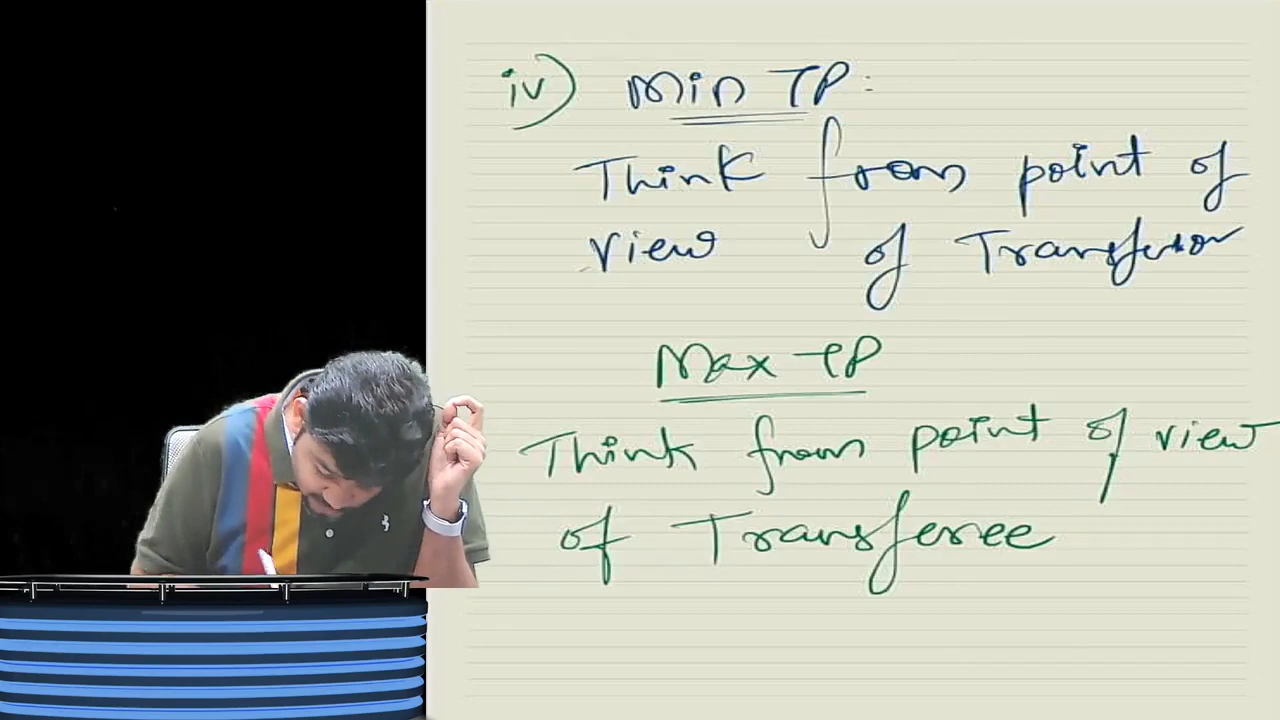 iv) Min TP:
Think from point of
view of Transferor
Max TP
Think from point of view
of Transferee